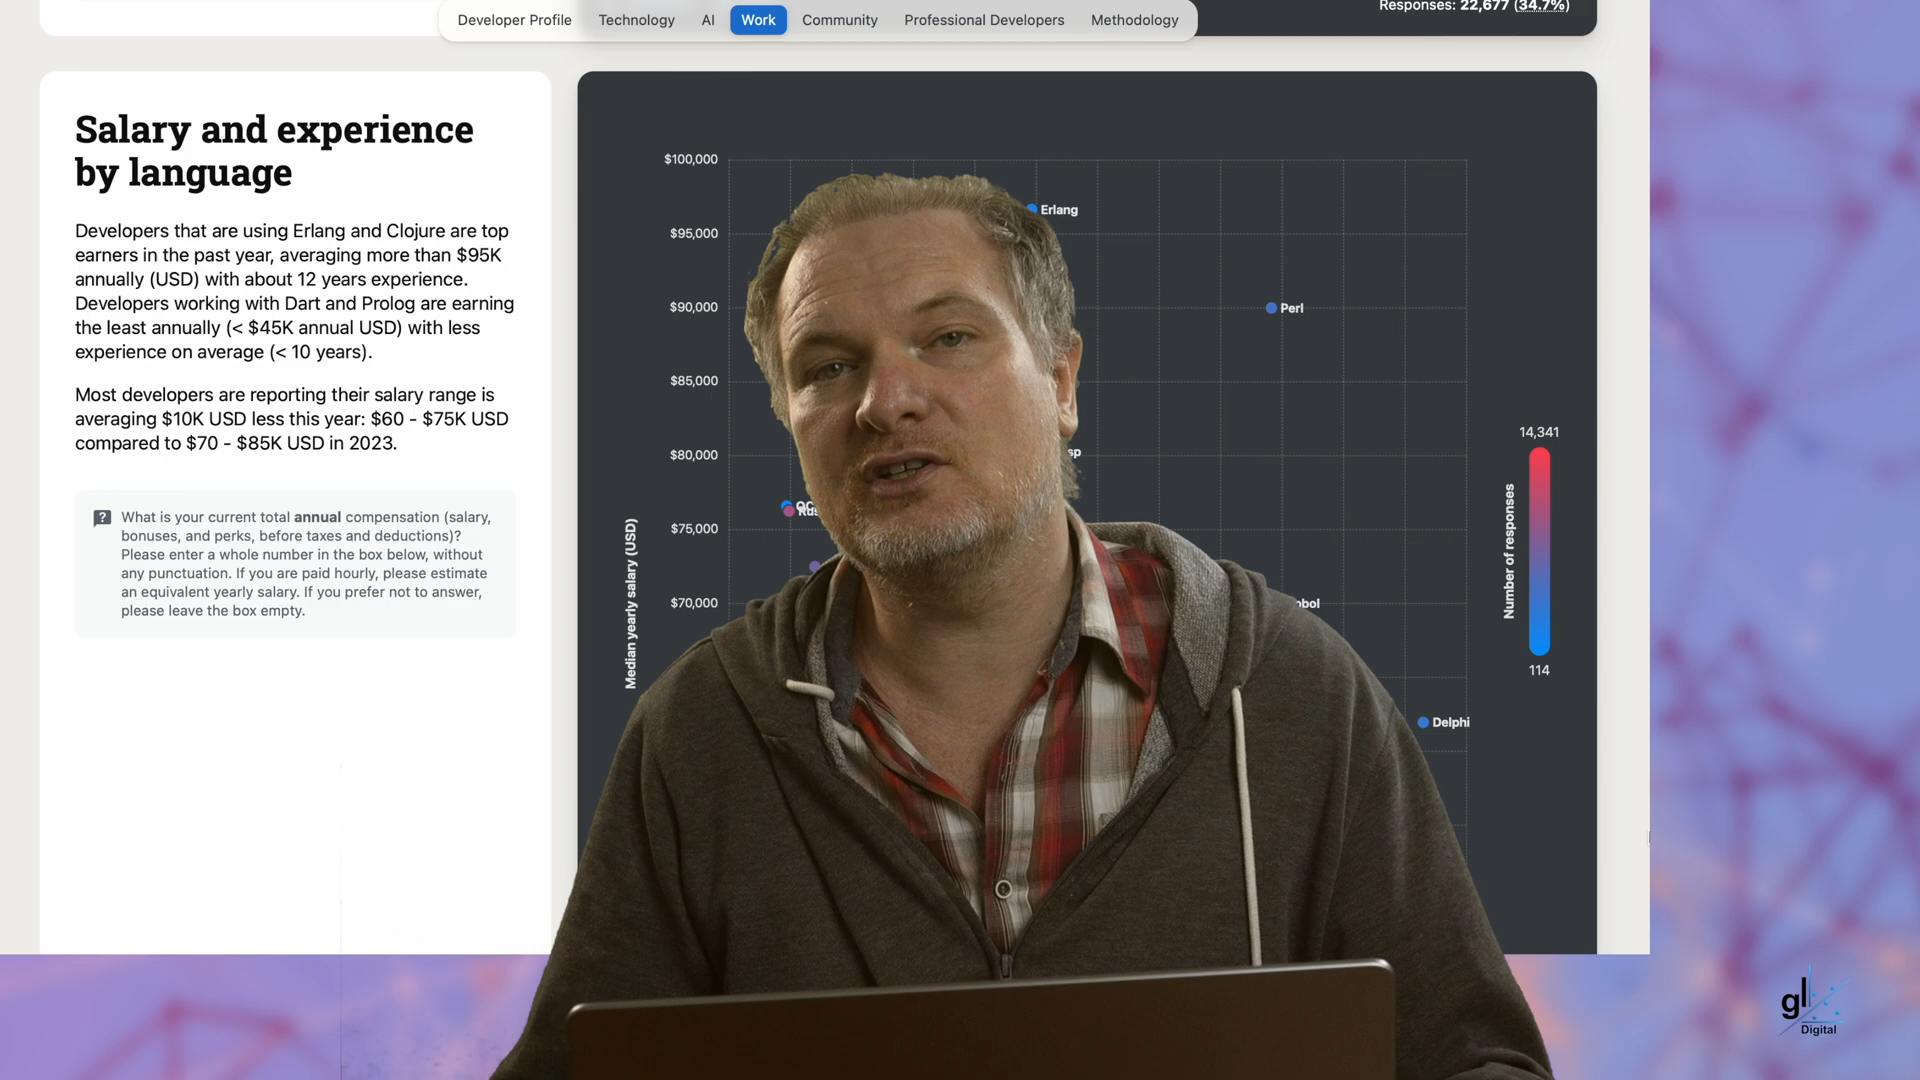 Developer Profile Technology AI Work Community Professional Developers Methodology
Responses: 22,677 (34.7%)
Salary and experience
by language
Developers that are using Erlang and Clojure are top
earners in the past year, averaging more than $95K
annually (USD) with about 12 years experience.
Developers working with Dart and Prolog are earning
the least annually (< $45K annual USD) with less
experience on average (< 10 years).
Most developers are reporting their salary range is
averaging $10K USD less this year: $60 - $75K USD
compared to $70 - $85K USD in 2023.
What is your current total annual compensation (salary,
bonuses, and perks, before taxes and deductions)?
Please enter a whole number in the box below, without
any punctuation. If you are paid hourly, please estimate
an equivalent yearly salary. If you prefer not to answer,
please leave the box empty.
Median yearly salary (USD)
$100,000
$95,000
$90,000
$85,000
$80,000
$75,000
$70,000
Erlang
Perl
Delphi
Number of responses
14,341
114
gl
Digital